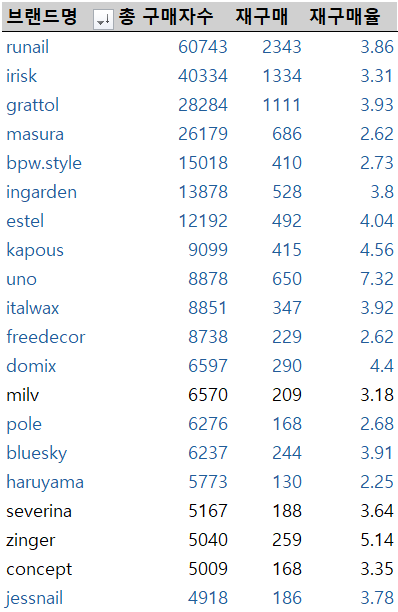 브랜드명 총 구매자수 재구매 재구매율
runail 60743 2343 3.86
irisk 40334 1334 3.31
grattol 28284 1111 3.93
masura 26179 686 2.62
bpw.style 15018 410 2.73
ingarden 13878 528 3.8
estel 12192 492 4.04
kapous 9099 415 4.56
uno 8878 650 7.32
italwax 8851 347 3.92
freedecor 8738 229 2.62
domix 6597 290 4.4
milv 6570 209 3.18
pole 6276 168 2.68
bluesky 6237 244 3.91
haruyama 5773 130 2.25
severina 5167 188 3.64
zinger 5040 259 5.14
concept 5009 168 3.35
jessnail 4918 186 3.78